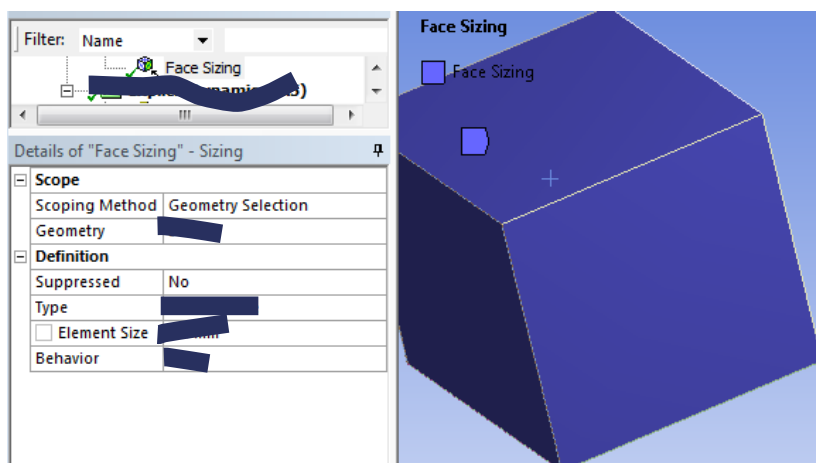 Filter: Name
Face Sizing
Details of "Face Sizing" - Sizing
Scope
Scoping Method Geometry Selection
Geometry
Definition
Suppressed No
Type
Element Size
Behavior
Face Sizing
Face Sizing